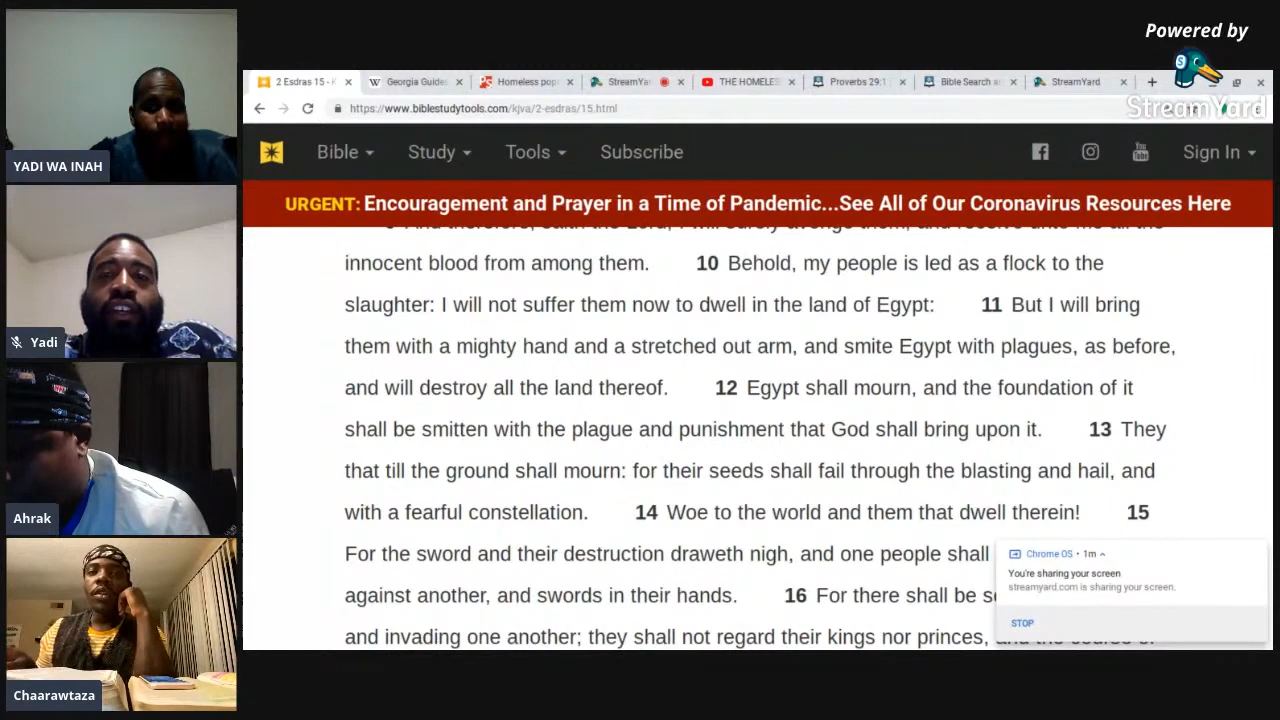 Powered by
StreamYard
2 Esdras 15 - K
Georgia Guides
Homeless pop
StreamYar
THE HOMELES
Proverbs 29:1
Bible Search a
StreamYard
https://www.biblestudytools.com/kjva/2-esdras/15.html
Bible
Study
Tools
Subscribe
Sign In
URGENT: Encouragement and Prayer in a Time of Pandemic...See All of Our Coronavirus Resources Here
innocent blood from among them. 10 Behold, my people is led as a flock to the
slaughter: I will not suffer them now to dwell in the land of Egypt: 11 But I will bring
them with a mighty hand and a stretched out arm, and smite Egypt with plagues, as before,
and will destroy all the land thereof. 12 Egypt shall mourn, and the foundation of it
shall be smitten with the plague and punishment that God shall bring upon it. 13 They
that till the ground shall mourn: for their seeds shall fail through the blasting and hail, and
with a fearful constellation. 14 Woe to the world and them that dwell therein! 15
For the sword and their destruction draweth nigh, and one people shall
against another, and swords in their hands. 16 For there shall be s
and invading one another; they shall not regard their kings nor princes,
Chrome OS • 1m
You're sharing your screen
streamyard.com is sharing your screen.
STOP
YADI WA INAH
Yadi
Ahrak
Chaarawtaza